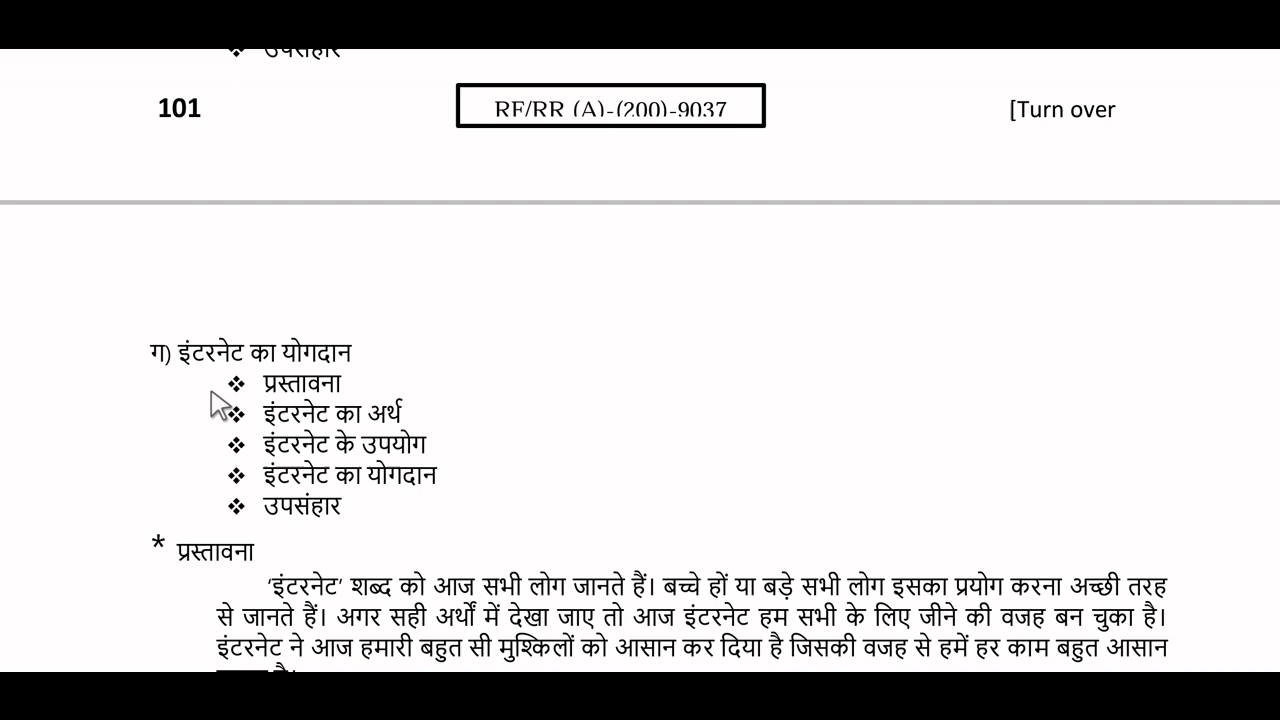 ❖ उपसंहार
101 RF/RR (A)-(200)-9037 [Turn over
ग) इंटरनेट का योगदान
❖ प्रस्तावना
❖ इंटरनेट का अर्थ
❖ इंटरनेट के उपयोग
❖ इंटरनेट का योगदान
❖ उपसंहार
* प्रस्तावना
'इंटरनेट' शब्द को आज सभी लोग जानते हैं। बच्चे हों या बड़े सभी लोग इसका प्रयोग करना अच्छी तरह
से जानते हैं। अगर सही अर्थों में देखा जाए तो आज इंटरनेट हम सभी के लिए जीने की वजह बन चुका है।
इंटरनेट ने आज हमारी बहुत सी मुश्किलों को आसान कर दिया है जिसकी वजह से हमें हर काम बहुत आसान